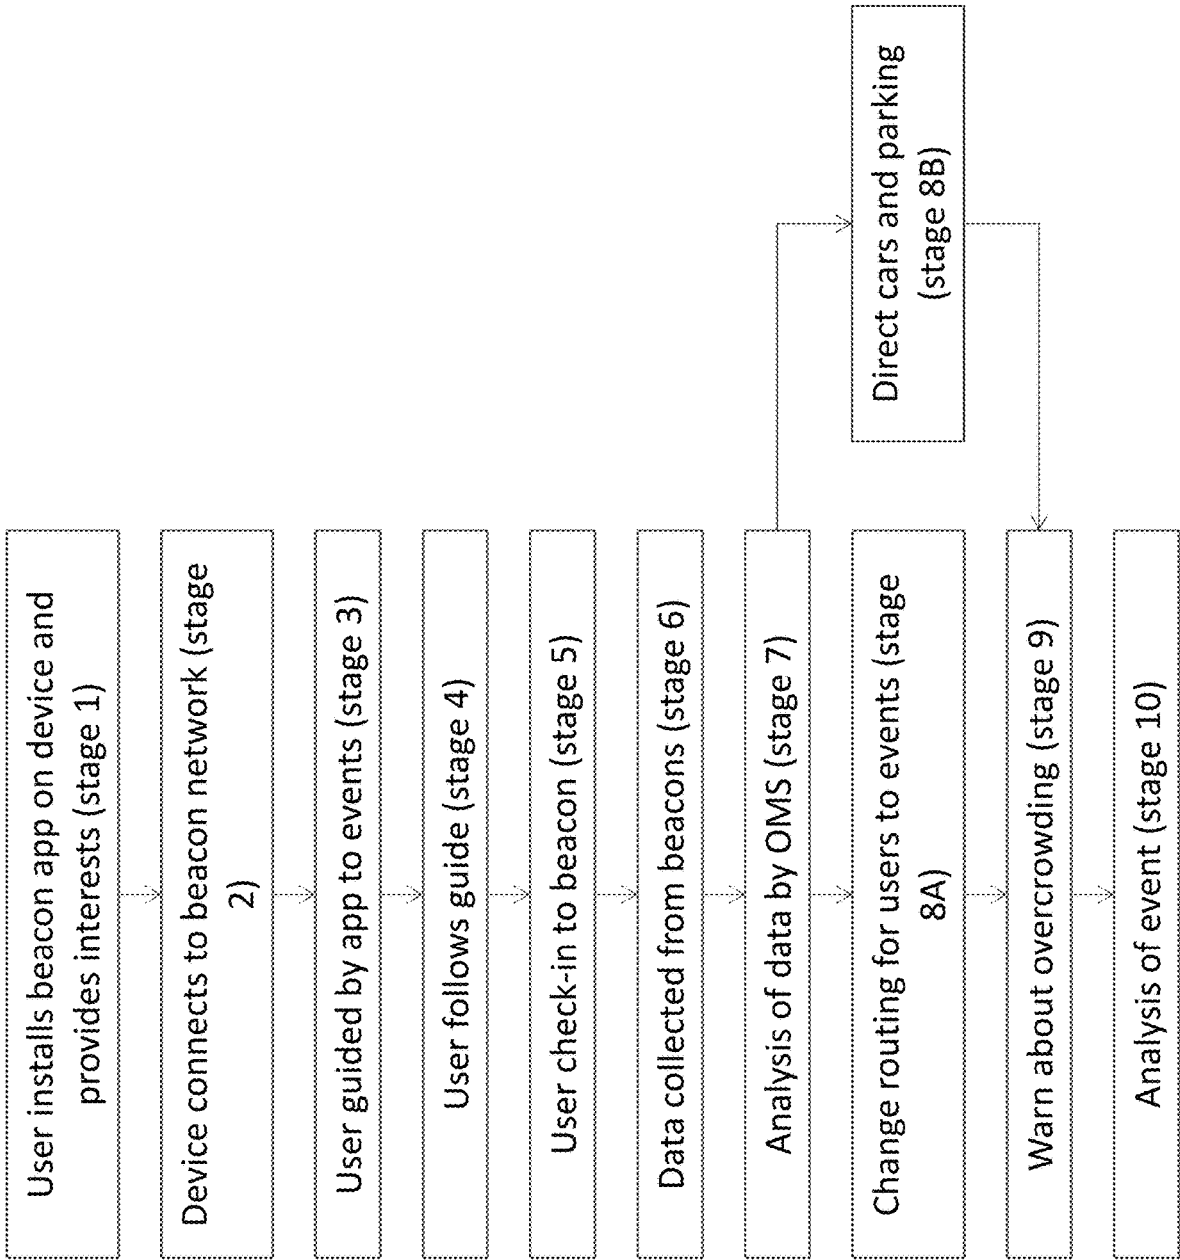 User installs beacon app on device and
provides interests (stage 1)
Device connects to beacon network (stage
2)
User guided by app to events (stage 3)
User follows guide (stage 4)
User check-in to beacon (stage 5)
Data collected from beacons (stage 6)
Analysis of data by OMS (stage 7)
Change routing for users to events (stage
8A)
Direct cars and parking
(stage 8B)
Warn about overcrowding (stage 9)
Analysis of event (stage 10)